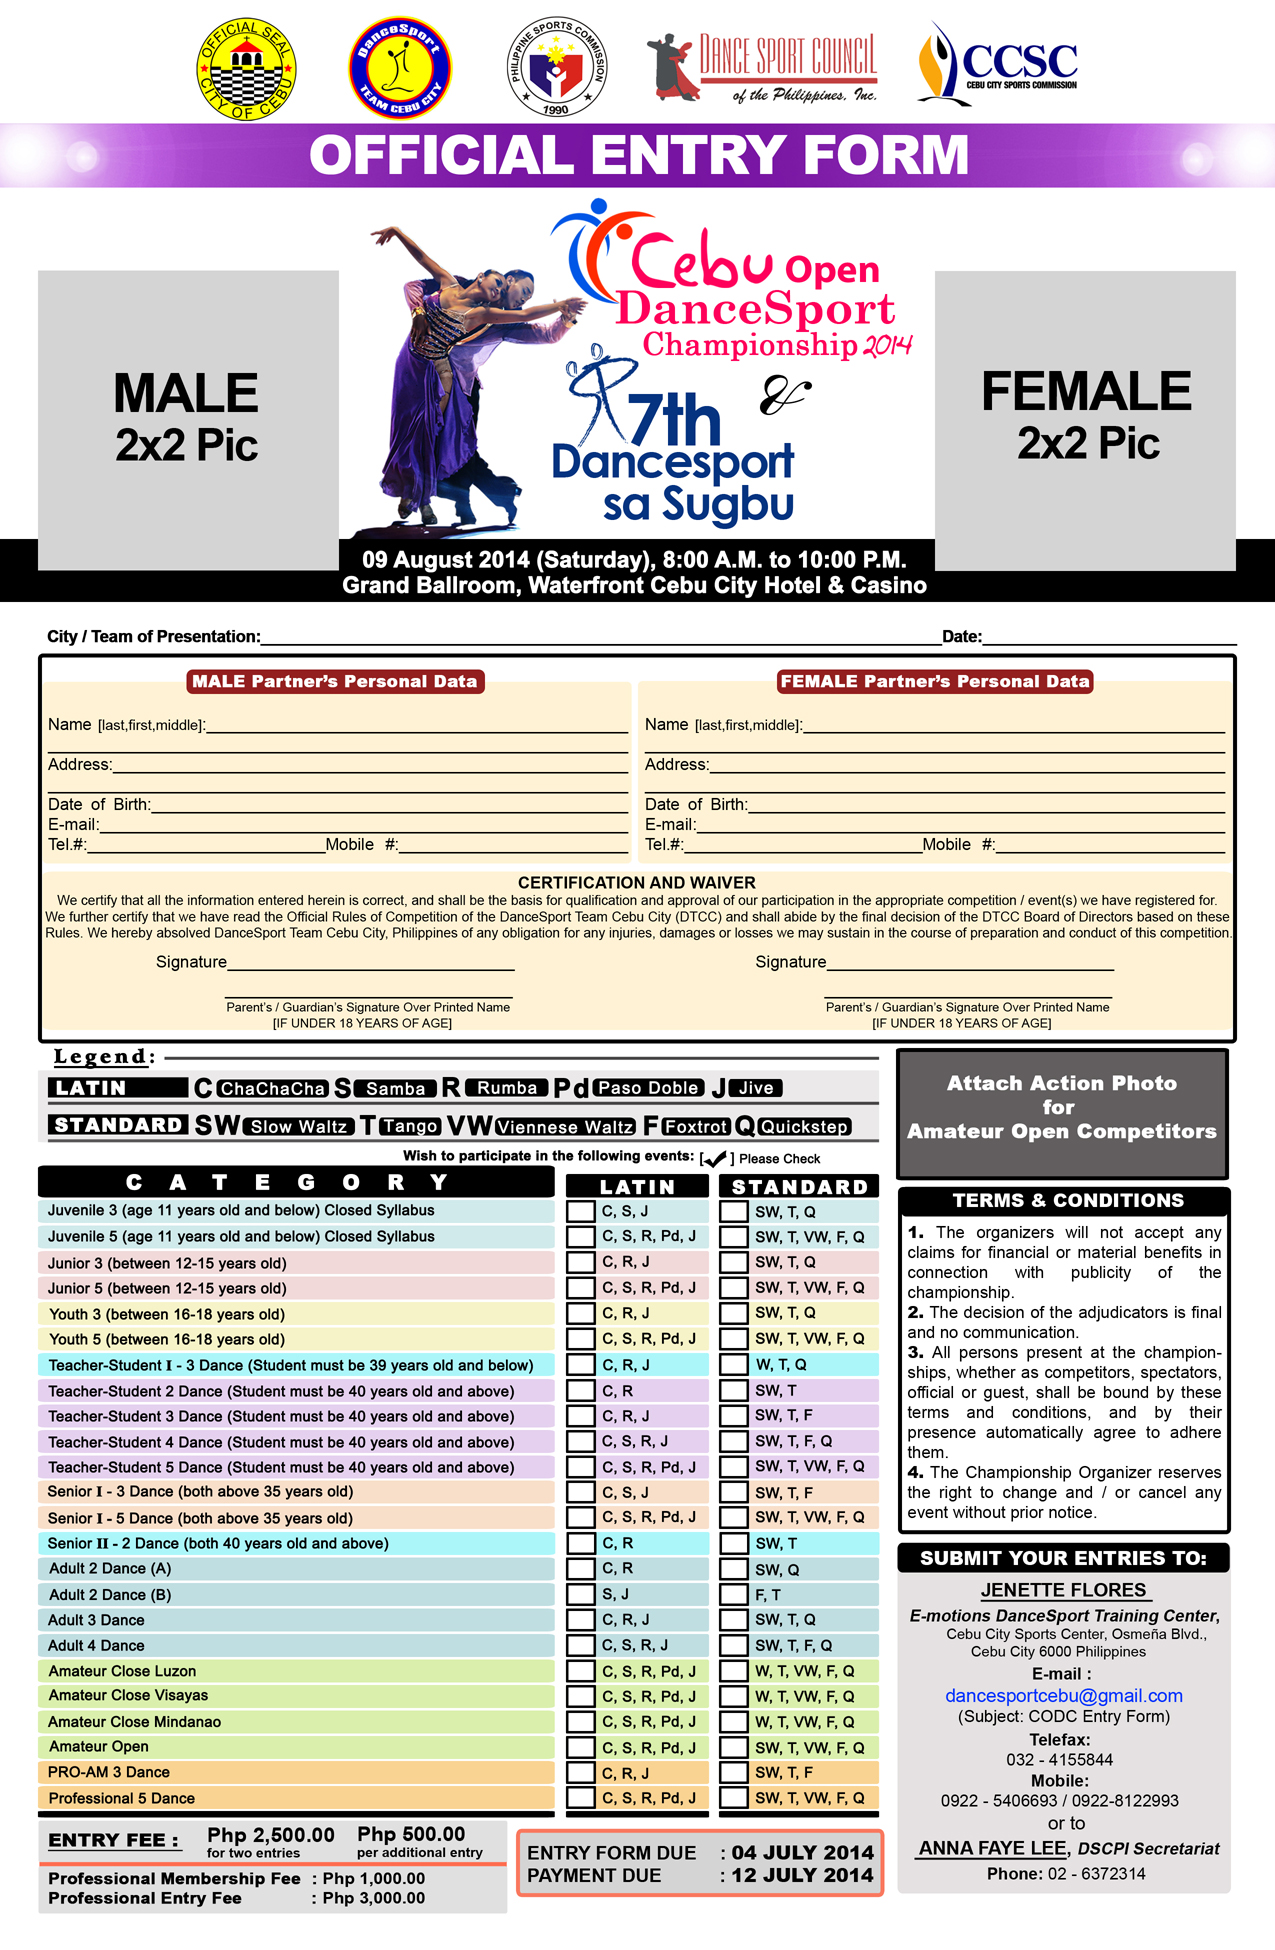 OFFICIAL SEAL
CITY OF CEBU
DanceSport
TEAM CEBU CITY
PHILIPPINE SPORTS COMMISSION
1990
DANCE SPORT COUNCIL
of the Philippines, Inc.
CCSC
CEBU CITY SPORTS COMMISSION
OFFICIAL ENTRY FORM
MALE
2x2 Pic
Cebu Open
DanceSport
Championship 2014
&
7th
Dancesport
sa Sugbu
FEMALE
2x2 Pic
09 August 2014 (Saturday), 8:00 A.M. to 10:00 P.M.
Grand Ballroom, Waterfront Cebu City Hotel & Casino
City / Team of Presentation: Date:
MALE Partner's Personal Data
Name [last,first,middle]:
Address:
Date of Birth:
E-mail:
Tel.#: Mobile #:
FEMALE Partner's Personal Data
Name [last,first,middle]:
Address:
Date of Birth:
E-mail:
Tel.#: Mobile #:
CERTIFICATION AND WAIVER
We certify that all the information entered herein is correct, and shall be the basis for qualification and approval of our participation in the appropriate competition / event(s) we have registered for.
We further certify that we have read the Official Rules of Competition of the DanceSport Team Cebu City (DTCC) and shall abide by the final decision of the DTCC Board of Directors based on these
Rules. We hereby absolved DanceSport Team Cebu City, Philippines of any obligation for any injuries, damages or losses we may sustain in the course of preparation and conduct of this competition.
Signature Signature
Parent's / Guardian's Signature Over Printed Name Parent's / Guardian's Signature Over Printed Name
[IF UNDER 18 YEARS OF AGE] [IF UNDER 18 YEARS OF AGE]
Legend:
LATIN C ChaChaCha S Samba R Rumba Pd Paso Doble J Jive
STANDARD SW Slow Waltz T Tango VW Viennese Waltz F Foxtrot Q Quickstep
Wish to participate in the following events: [✓] Please Check
CATEGORY LATIN STANDARD
Juvenile 3 (age 11 years old and below) Closed Syllabus C, S, J SW, T, Q
Juvenile 5 (age 11 years old and below) Closed Syllabus C, S, R, Pd, J SW, T, VW, F, Q
Junior 3 (between 12-15 years old) C, R, J SW, T, Q
Junior 5 (between 12-15 years old) C, S, R, Pd, J SW, T, VW, F, Q
Youth 3 (between 16-18 years old) C, R, J SW, T, Q
Youth 5 (between 16-18 years old) C, S, R, Pd, J SW, T, VW, F, Q
Teacher-Student I - 3 Dance (Student must be 39 years old and below) C, R, J W, T, Q
Teacher-Student 2 Dance (Student must be 40 years old and above) C, R SW, T
Teacher-Student 3 Dance (Student must be 40 years old and above) C, R, J SW, T, F
Teacher-Student 4 Dance (Student must be 40 years old and above) C, S, R, J SW, T, F, Q
Teacher-Student 5 Dance (Student must be 40 years old and above) C, S, R, Pd, J SW, T, VW, F, Q
Senior I - 3 Dance (both above 35 years old) C, S, J SW, T, F
Senior I - 5 Dance (both above 35 years old) C, S, R, Pd, J SW, T, VW, F, Q
Senior II - 2 Dance (both 40 years old and above) C, R SW, T
Adult 2 Dance (A) C, R SW, Q
Adult 2 Dance (B) S, J F, T
Adult 3 Dance C, R, J SW, T, Q
Adult 4 Dance C, S, R, J SW, T, F, Q
Amateur Close Luzon C, S, R, Pd, J W, T, VW, F, Q
Amateur Close Visayas C, S, R, Pd, J W, T, VW, F, Q
Amateur Close Mindanao C, S, R, Pd, J W, T, VW, F, Q
Amateur Open C, S, R, Pd, J SW, T, VW, F, Q
PRO-AM 3 Dance C, R, J SW, T, F
Professional 5 Dance C, S, R, Pd, J SW, T, VW, F, Q
ENTRY FEE : Php 2,500.00 Php 500.00
for two entries per additional entry
Professional Membership Fee : Php 1,000.00
Professional Entry Fee : Php 3,000.00
ENTRY FORM DUE : 04 JULY 2014
PAYMENT DUE : 12 JULY 2014
Attach Action Photo
for
Amateur Open Competitors
TERMS & CONDITIONS
1. The organizers will not accept any
claims for financial or material benefits in
connection with publicity of the
championship.
2. The decision of the adjudicators is final
and no communication.
3. All persons present at the champion-
ships, whether as competitors, spectators,
official or guest, shall be bound by these
terms and conditions, and by their
presence automatically agree to adhere
them.
4. The Championship Organizer reserves
the right to change and / or cancel any
event without prior notice.
SUBMIT YOUR ENTRIES TO:
JENETTE FLORES
E-motions DanceSport Training Center,
Cebu City Sports Center, Osmeña Blvd.,
Cebu City 6000 Philippines
E-mail :
dancesportcebu@gmail.com
(Subject: CODC Entry Form)
Telefax:
032 - 4155844
Mobile:
0922 - 5406693 / 0922-8122993
or to
ANNA FAYE LEE, DSCPI Secretariat
Phone: 02 - 6372314